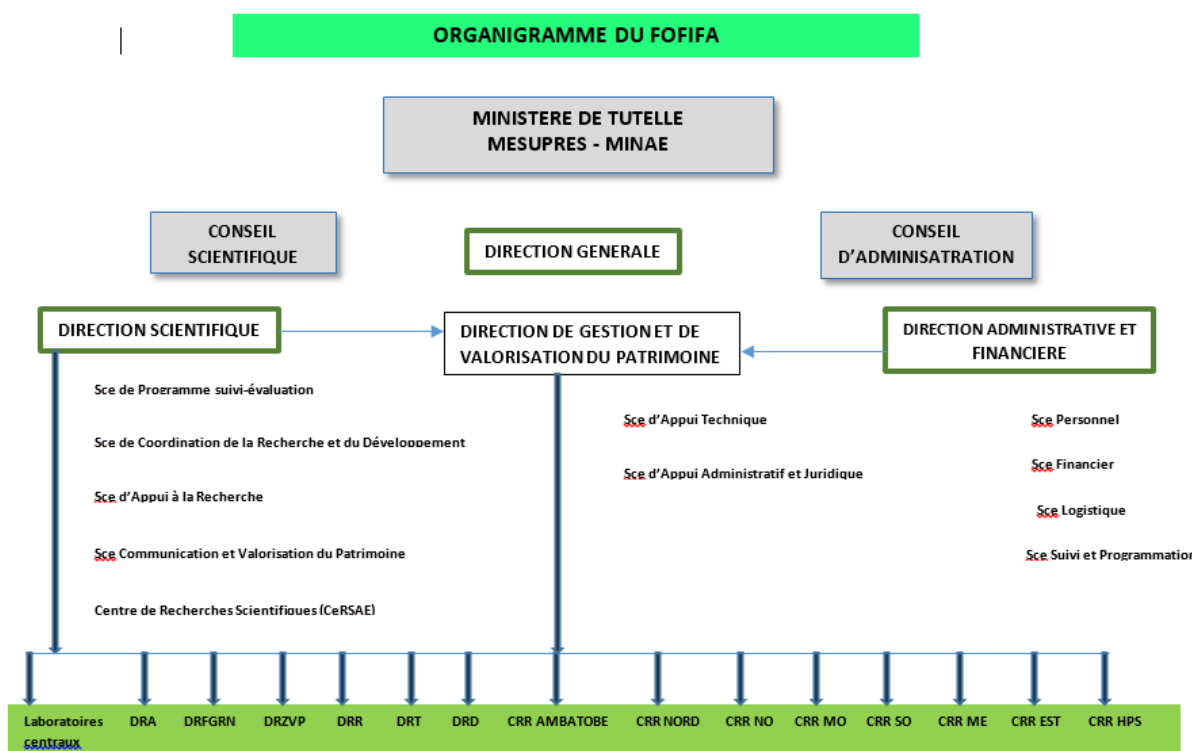 ORGANIGRAMME DU FOFIFA
MINISTERE DE TUTELLE
MESUPRES - MINAE
CONSEIL
SCIENTIFIQUE
DIRECTION GENERALE
CONSEIL
D'ADMINISATRATION
DIRECTION SCIENTIFIQUE
DIRECTION DE GESTION ET DE
VALORISATION DU PATRIMOINE
DIRECTION ADMINISTRATIVE ET
FINANCIERE
Sce de Programme suivi-évaluation
Sce de Coordination de la Recherche et du Développement
Sce d'Appui à la Recherche
Sce Communication et Valorisation du Patrimoine
Centre de Recherches Scientifiques (CeRSAE)
Sce d'Appui Technique
Sce d'Appui Administratif et Juridique
Sce Personnel
Sce Financier
Sce Logistique
Sce Suivi et Programmation
Laboratoires
centraux
DRA
DRFGRN
DRZVP
DRR
DRT
DRD
CRR AMBATOBE
CRR NORD
CRR NO
CRR MO
CRR SO
CRR ME
CRR EST
CRR HPS